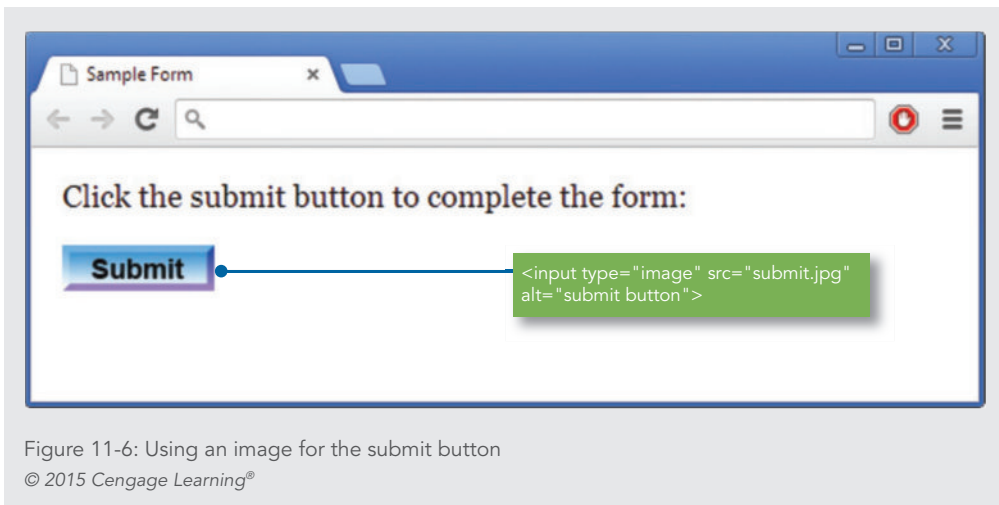 Sample Form
Click the submit button to complete the form:
Submit
<input type="image" src="submit.jpg"
alt="submit button">
Figure 11-6: Using an image for the submit button
© 2015 Cengage Learning®